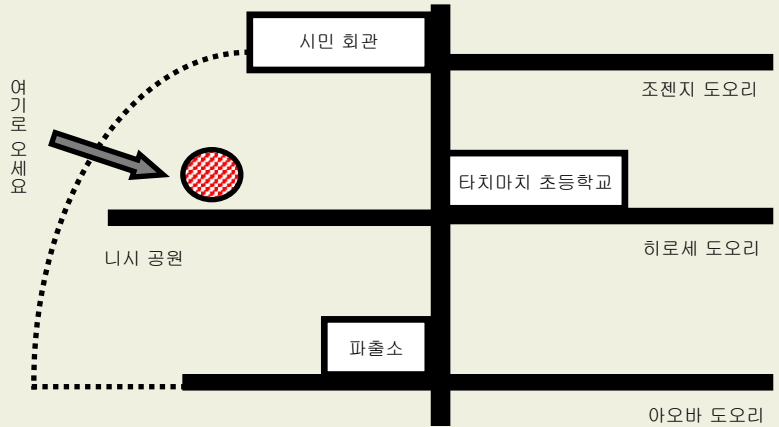 시민 회관
조젠지 도오리
여기로 오세요
타치마치 초등학교
니시 공원
히로세 도오리
파출소
아오바 도오리